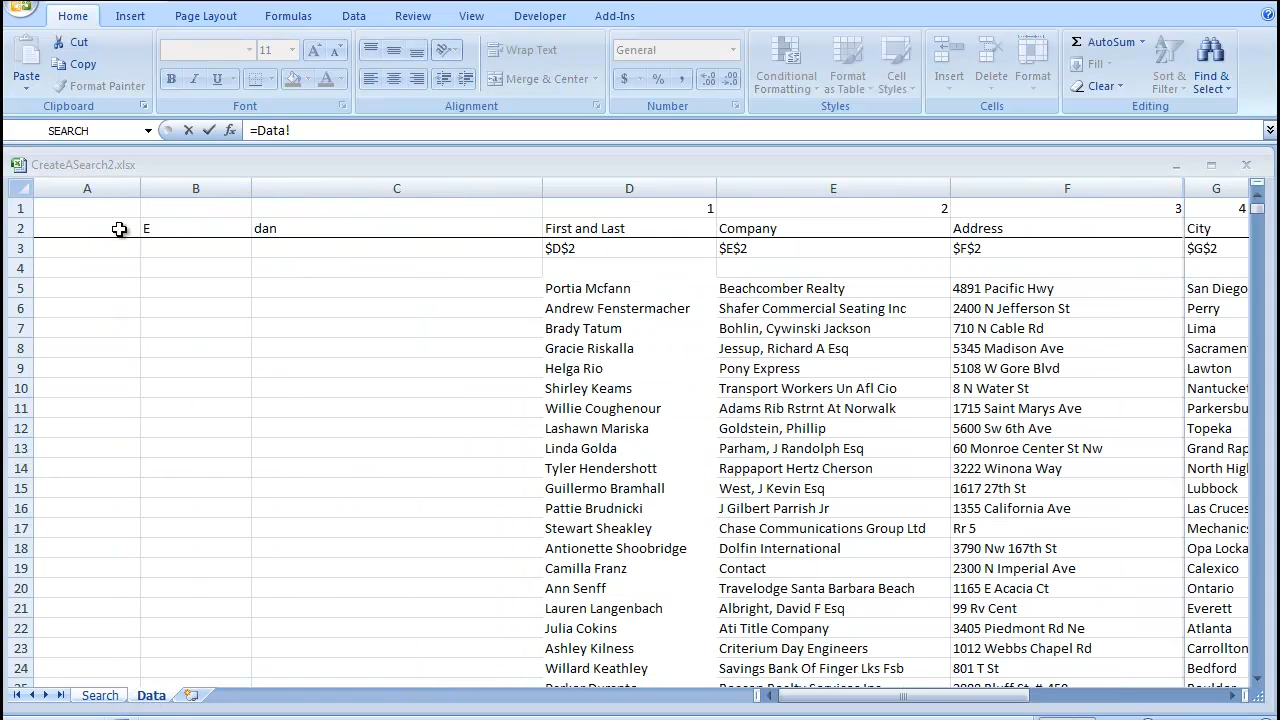 Home Insert Page Layout Formulas Data Review View Developer Add-Ins
Paste Cut Copy Format Painter
Clipboard
11
B I U
Font
Wrap Text
Merge & Center
Alignment
General
$ % ,
Number
Conditional Formatting Format as Table Cell Styles
Styles
Insert Delete Format
Cells
AutoSum Fill Clear
Sort & Filter Find & Select
Editing
SEARCH =Data!
CreateASearch2.xlsx
A B C D E F G
1 1 2 3 4
2 E dan First and Last Company Address City
3 $D$2 $E$2 $F$2 $G$2
4
5 Portia Mcfann Beachcomber Realty 4891 Pacific Hwy San Diego
6 Andrew Fenstermacher Shafer Commercial Seating Inc 2400 N Jefferson St Perry
7 Brady Tatum Bohlin, Cywinski Jackson 710 N Cable Rd Lima
8 Gracie Riskalla Jessup, Richard A Esq 5345 Madison Ave Sacramen
9 Helga Rio Pony Express 5108 W Gore Blvd Lawton
10 Shirley Keams Transport Workers Un Afl Cio 8 N Water St Nantucket
11 Willie Coughenour Adams Rib Rstrnt At Norwalk 1715 Saint Marys Ave Parkersbu
12 Lashawn Mariska Goldstein, Phillip 5600 Sw 6th Ave Topeka
13 Linda Golda Parham, J Randolph Esq 60 Monroe Center St Nw Grand Rap
14 Tyler Hendershott Rappaport Hertz Cherson 3222 Winona Way North High
15 Guillermo Bramhall West, J Kevin Esq 1617 27th St Lubbock
16 Pattie Brudnicki J Gilbert Parrish Jr 1355 California Ave Las Cruces
17 Stewart Sheakley Chase Communications Group Ltd Rr 5 Mechanics
18 Antionette Shoobridge Dolfin International 3790 Nw 167th St Opa Locka
19 Camilla Franz Contact 2300 N Imperial Ave Calexico
20 Ann Senff Travelodge Santa Barbara Beach 1165 E Acacia Ct Ontario
21 Lauren Langenbach Albright, David F Esq 99 Rv Cent Everett
22 Julia Cokins Ati Title Company 3405 Piedmont Rd Ne Atlanta
23 Ashley Kilness Criterium Day Engineers 1012 Webbs Chapel Rd Carrollton
24 Willard Keathley Savings Bank Of Finger Lks Fsb 801 T St Bedford
Search Data